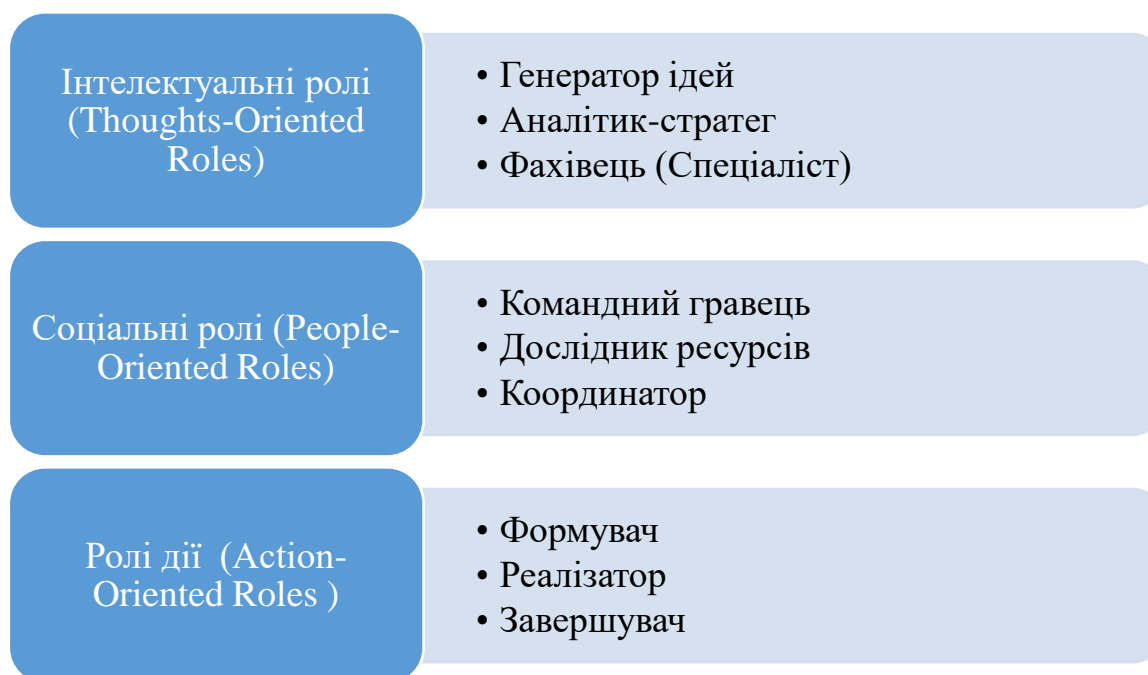 Інтелектуальні ролі
(Thoughts-Oriented
Roles)
• Генератор ідей
• Аналітик-стратег
• Фахівець (Спеціаліст)
Соціальні ролі (People-
Oriented Roles)
• Командний гравець
• Дослідник ресурсів
• Координатор
Ролі дії  (Action-
Oriented Roles )
• Формувач
• Реалізатор
• Завершувач